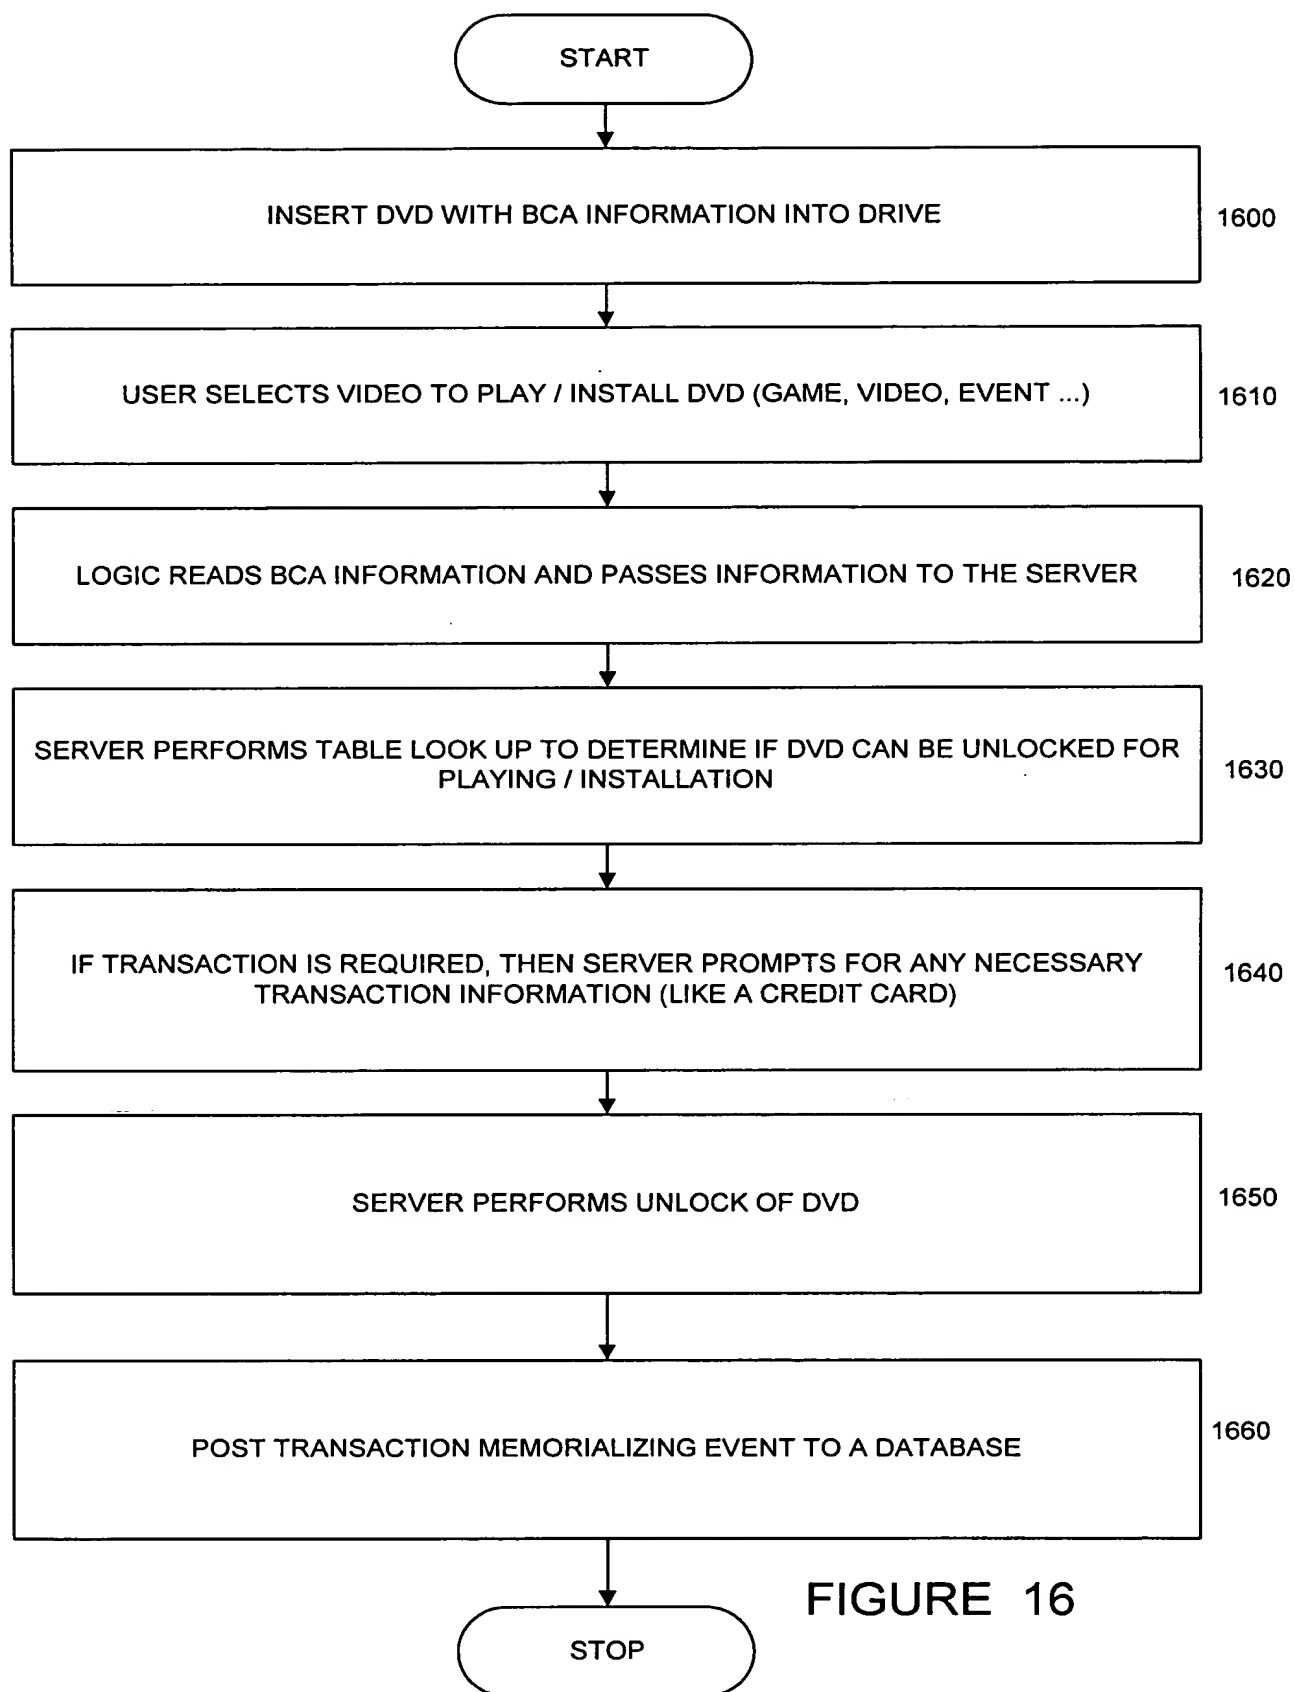 START
INSERT DVD WITH BCA INFORMATION INTO DRIVE
1600
USER SELECTS VIDEO TO PLAY / INSTALL DVD (GAME, VIDEO, EVENT ...)
1610
LOGIC READS BCA INFORMATION AND PASSES INFORMATION TO THE SERVER
1620
SERVER PERFORMS TABLE LOOK UP TO DETERMINE IF DVD CAN BE UNLOCKED FOR
PLAYING / INSTALLATION
1630
IF TRANSACTION IS REQUIRED, THEN SERVER PROMPTS FOR ANY NECESSARY
TRANSACTION INFORMATION (LIKE A CREDIT CARD)
1640
SERVER PERFORMS UNLOCK OF DVD
1650
POST TRANSACTION MEMORIALIZING EVENT TO A DATABASE
1660
FIGURE 16
STOP